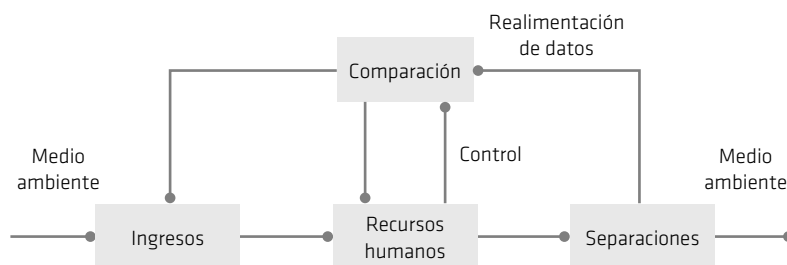 Realimentación
de datos
Comparación
Medio
ambiente
Control
Medio
ambiente
Ingresos
Recursos
humanos
Separaciones